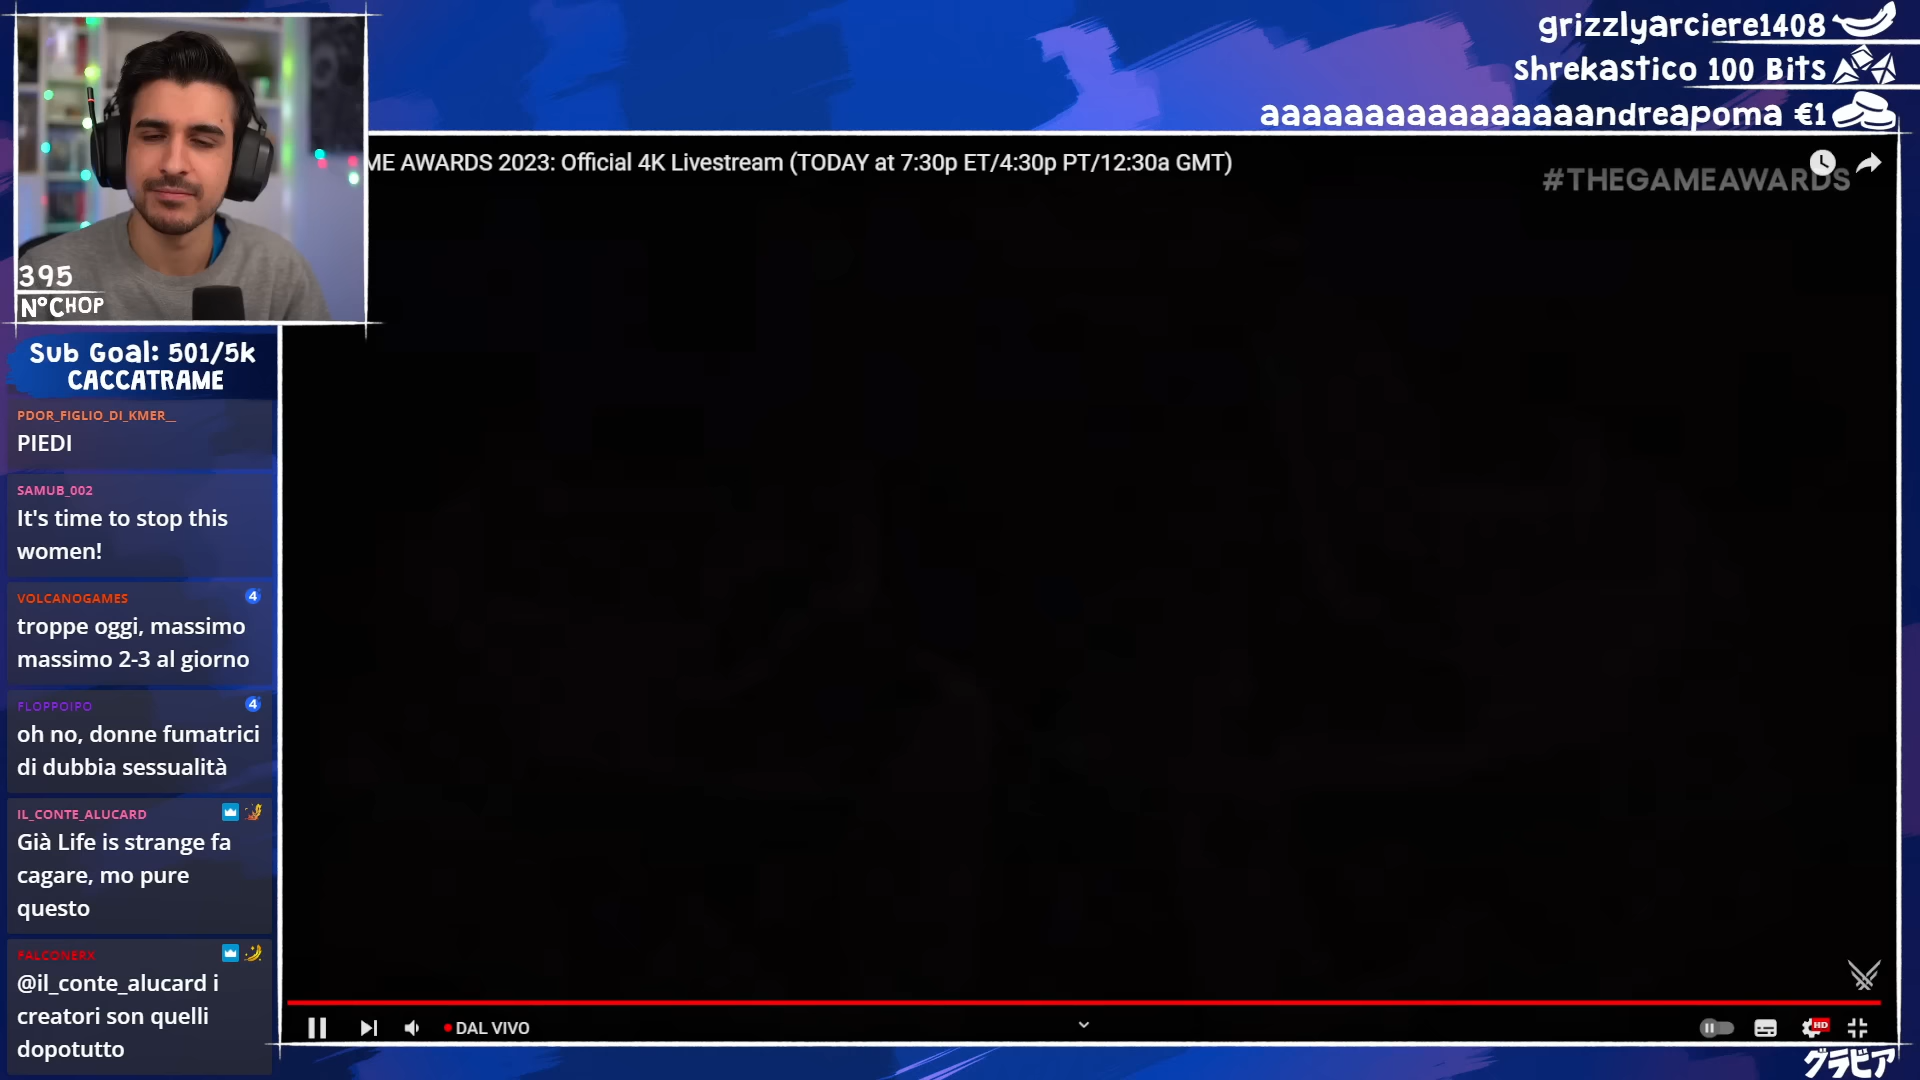 grizzlyarciere1408
shrekastico 100 Bits
aaaaaaaaaaaaaaandreapoma €1
ME AWARDS 2023: Official 4K Livestream (TODAY at 7:30p ET/4:30p PT/12:30a GMT)
#THEGAMEAWARDS
395
N°CHOP
Sub Goal: 501/5k
CACCATRAME
PDOR_FIGLIO_DI_KMER__
PIEDI
SAMUB_002
It's time to stop this
women!
VOLCANOGAMES 4
troppe oggi, massimo
massimo 2-3 al giorno
FLOPPOIPO 4
oh no, donne fumatrici
di dubbia sessualità
IL_CONTE_ALUCARD
Già Life is strange fa
cagare, mo pure
questo
FALCONERX
@il_conte_alucard i
creatori son quelli
dopotutto
DAL VIVO
HD
グラビア